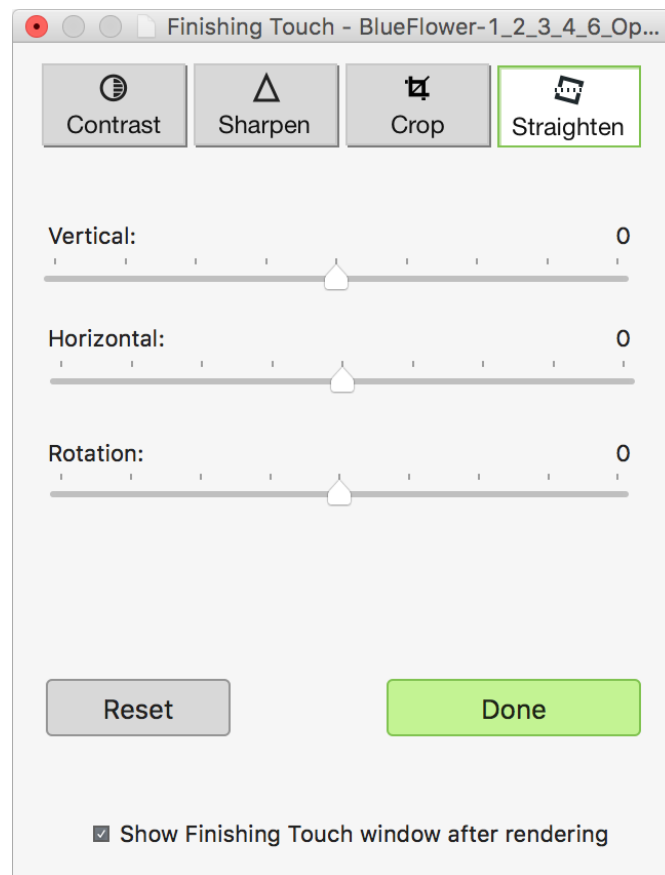 Finishing Touch - BlueFlower-1_2_3_4_6_Op...
Contrast Sharpen Crop Straighten
Vertical: 0
Horizontal: 0
Rotation: 0
Reset Done
Show Finishing Touch window after rendering